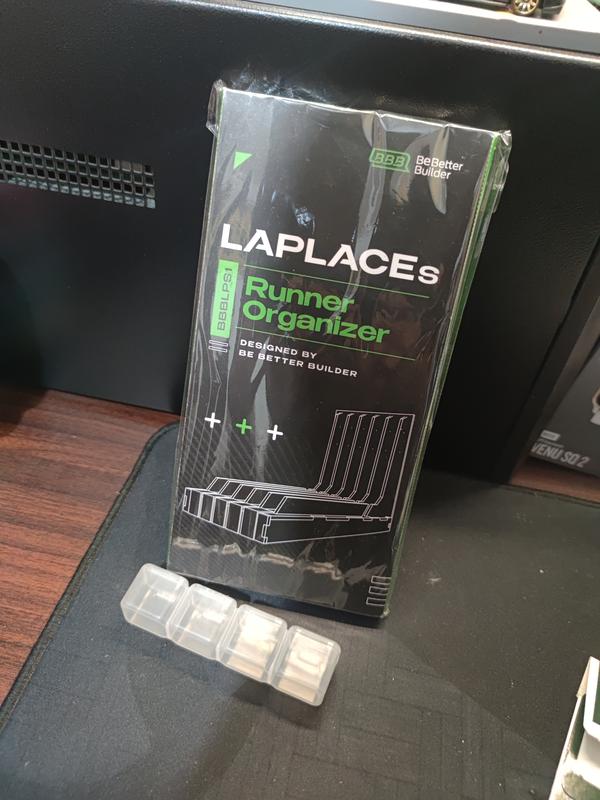 BBB
BeBetter
Builder
LAPLACEs
BBBLPS1
Runner
Organizer
DESIGNED BY
BE BETTER BUILDER
VENU SQ 2